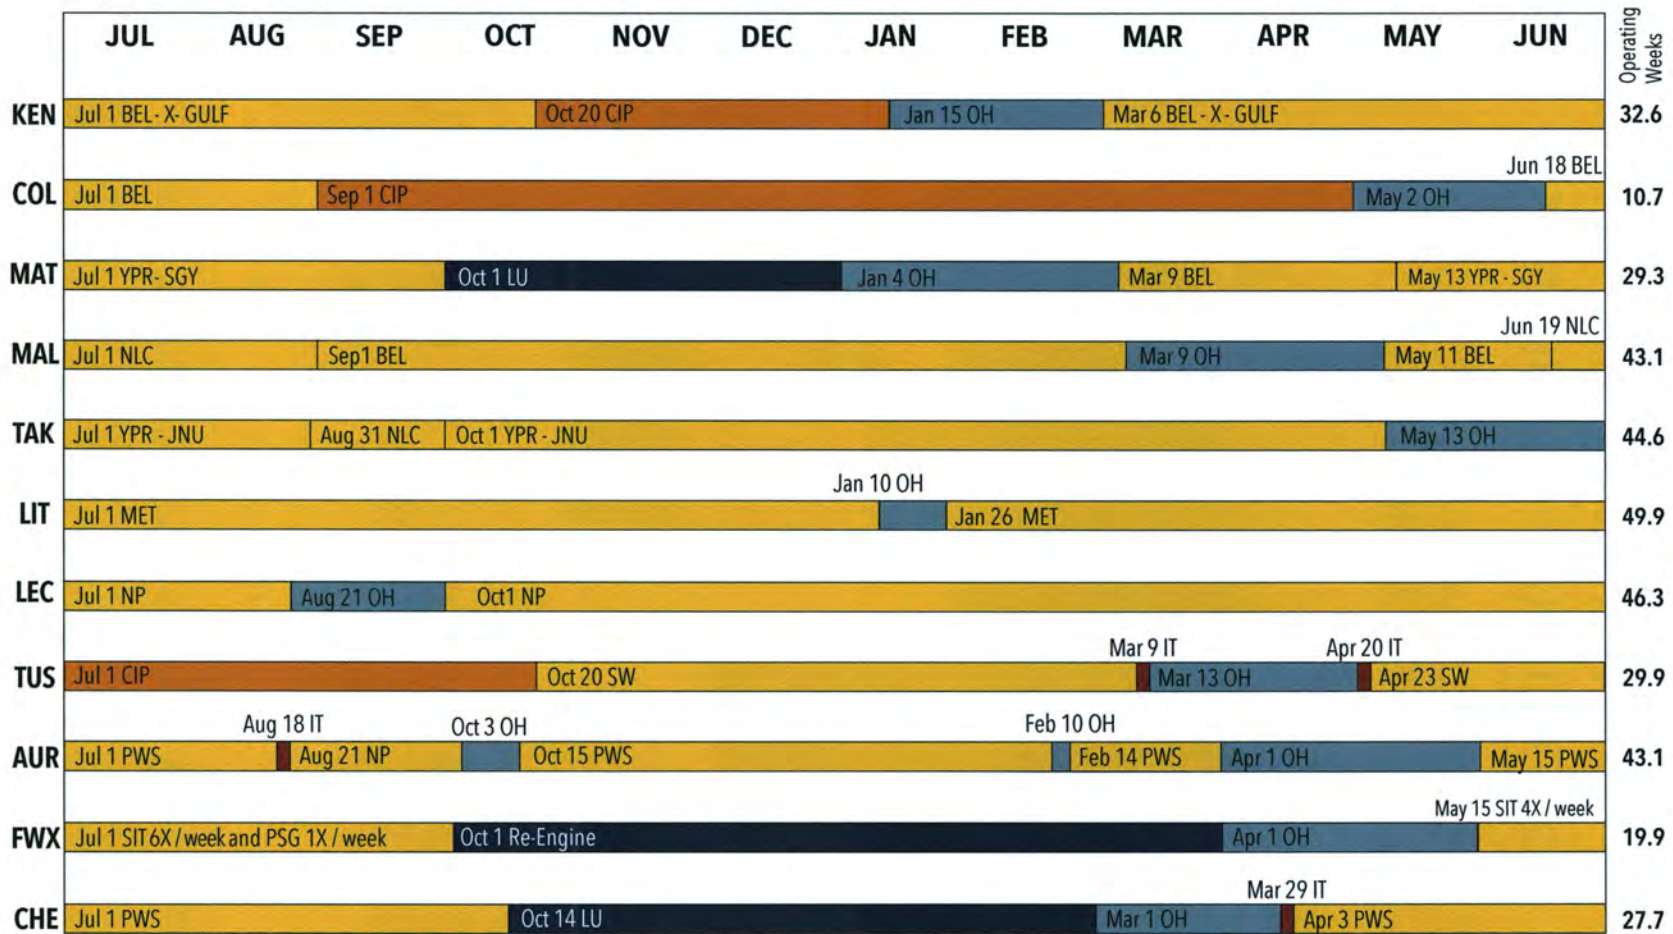 JUL AUG SEP OCT NOV DEC JAN FEB MAR APR MAY JUN Operating Weeks
KEN Jul 1 BEL - X - GULF Oct 20 CIP Jan 15 OH Mar 6 BEL - X - GULF 32.6
Jun 18 BEL
COL Jul 1 BEL Sep 1 CIP May 2 OH 10.7
MAT Jul 1 YPR - SGY Oct 1 LU Jan 4 OH Mar 9 BEL May 13 YPR - SGY 29.3
Jun 19 NLC
MAL Jul 1 NLC Sep1 BEL Mar 9 OH May 11 BEL 43.1
TAK Jul 1 YPR - JNU Aug 31 NLC Oct 1 YPR - JNU May 13 OH 44.6
Jan 10 OH
LIT Jul 1 MET Jan 26 MET 49.9
LEC Jul 1 NP Aug 21 OH Oct1 NP 46.3
Mar 9 IT Apr 20 IT
TUS Jul 1 CIP Oct 20 SW Mar 13 OH Apr 23 SW 29.9
Aug 18 IT Oct 3 OH Feb 10 OH
AUR Jul 1 PWS Aug 21 NP Oct 15 PWS Feb 14 PWS Apr 1 OH May 15 PWS 43.1
May 15 SIT 4X / week
FWX Jul 1 SIT 6X / week and PSG 1X / week Oct 1 Re-Engine Apr 1 OH 19.9
Mar 29 IT
CHE Jul 1 PWS Oct 14 LU Mar 1 OH Apr 3 PWS 27.7